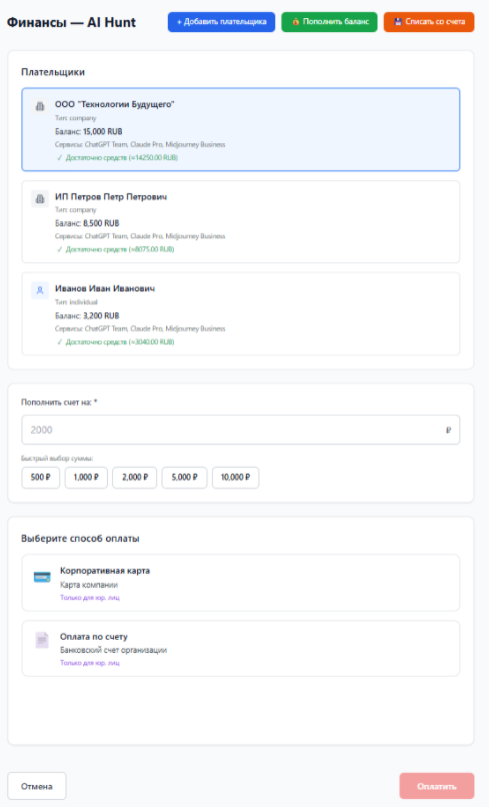 Финансы — AI Hunt
+ Добавить плательщика
Пополнить баланс
Списать со счета
Плательщики
ООО "Технологии Будущего"
Тип: company
Баланс: 15,000 RUB
Сервисы: ChatGPT Team, Claude Pro, Midjourney Business
✓ Достаточно средств (≈14250.00 RUB)
ИП Петров Петр Петрович
Тип: company
Баланс: 8,500 RUB
Сервисы: ChatGPT Team, Claude Pro, Midjourney Business
✓ Достаточно средств (≈8075.00 RUB)
Иванов Иван Иванович
Тип: individual
Баланс: 3,200 RUB
Сервисы: ChatGPT Team, Claude Pro, Midjourney Business
✓ Достаточно средств (≈3040.00 RUB)
Пополнить счет на: *
2000 ₽
Быстрый выбор суммы:
500 ₽ 1,000 ₽ 2,000 ₽ 5,000 ₽ 10,000 ₽
Выберите способ оплаты
Корпоративная карта
Карта компании
Только для юр. лиц
Оплата по счету
Банковский счет организации
Только для юр. лиц
Отмена
Оплатить